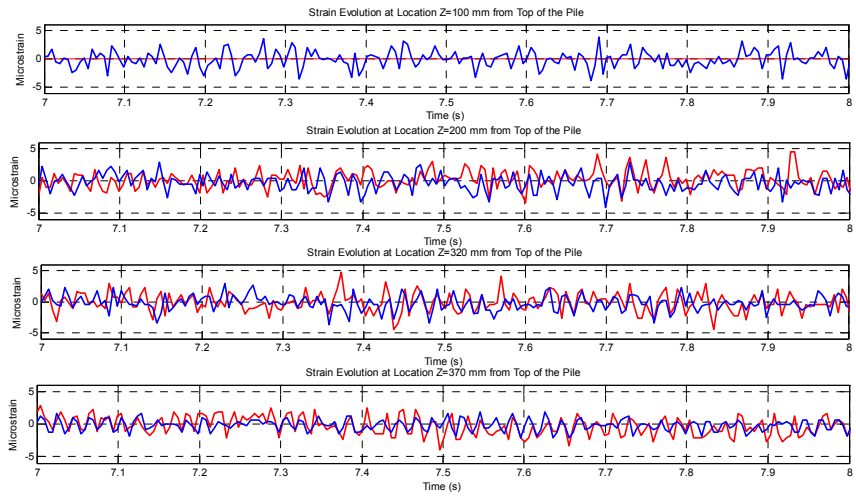 Strain Evolution at Location Z=100 mm from Top of the Pile
5
0
-5
Microstrain
7 7.1 7.2 7.3 7.4 7.5 7.6 7.7 7.8 7.9 8
Time (s)
Strain Evolution at Location Z=200 mm from Top of the Pile
5
0
-5
Microstrain
7 7.1 7.2 7.3 7.4 7.5 7.6 7.7 7.8 7.9 8
Time (s)
Strain Evolution at Location Z=320 mm from Top of the Pile
5
0
-5
Microstrain
7 7.1 7.2 7.3 7.4 7.5 7.6 7.7 7.8 7.9 8
Time (s)
Strain Evolution at Location Z=370 mm from Top of the Pile
5
0
-5
Microstrain
7 7.1 7.2 7.3 7.4 7.5 7.6 7.7 7.8 7.9 8
Time (s)